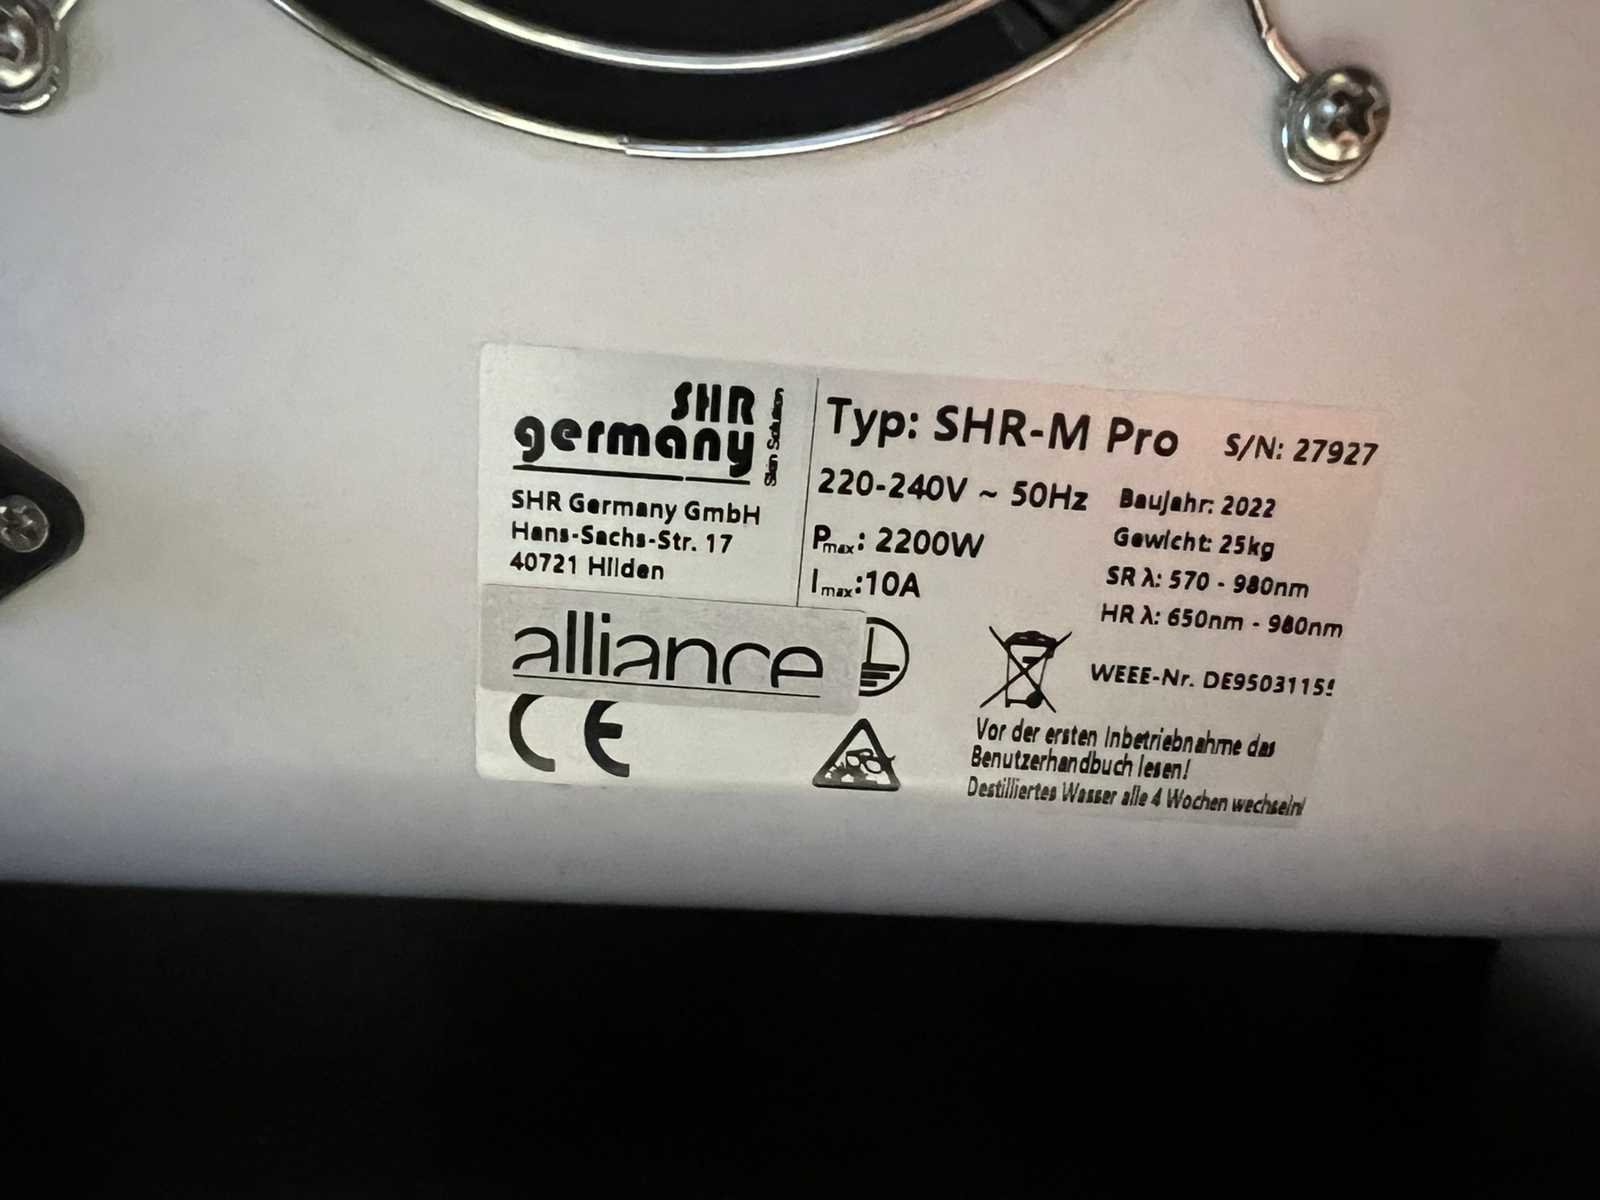 SHR
germany
Skin Solution
SHR Germany GmbH
Hans-Sachs-Str. 17
40721 Hilden
alliance
CE
Typ: SHR-M Pro S/N: 27927
220-240V ~ 50Hz Baujahr: 2022
Pmax: 2200W Gewicht: 25kg
Imax:10A SR λ: 570 - 980nm
HR λ: 650nm - 980nm
WEEE-Nr.
Vor der ersten Inbetriebnahme das
Benutzerhandbuch lesen!
Destilliertes Wasser alle 4 Wochen wechseln!